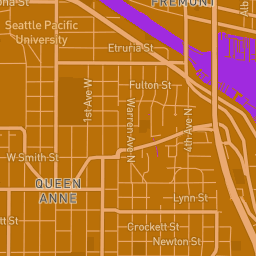 FREMONT
Seattle Pacific
University
Etruria St
Fulton St
1st Ave W
Warren Ave N
4th Ave N
W Smith St
QUEEN
ANNE
Lynn St
Crockett St
Newton St